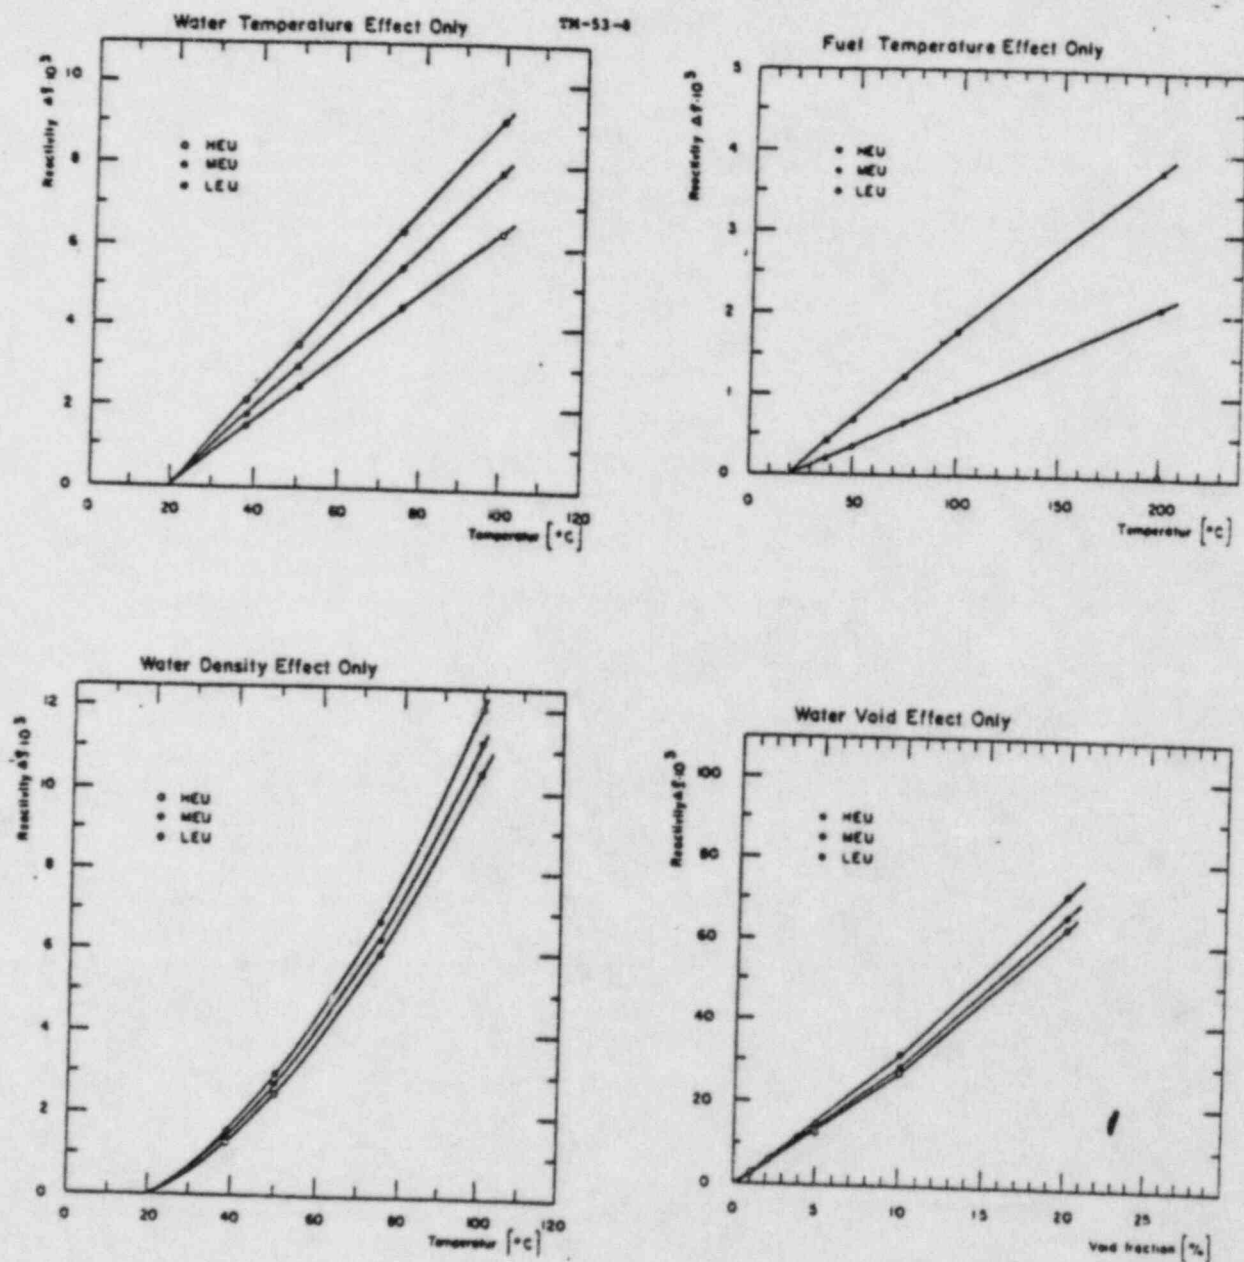 TM-53-8
Water Temperature Effect Only
Reactivity Δρ·10³
10
8
6
4
2
0
HEU
MEU
LEU
0 20 40 60 80 100 120
Temperatur [°C]
Fuel Temperature Effect Only
Reactivity Δρ·10³
5
4
3
2
1
0
HEU
MEU
LEU
0 50 100 150 200
Temperatur [°C]
Water Density Effect Only
Reactivity Δρ·10³
12
10
8
6
4
2
0
HEU
MEU
LEU
0 20 40 60 80 100 120
Temperatur [°C]
Water Void Effect Only
Reactivity Δρ·10³
100
80
60
40
20
0
HEU
MEU
LEU
0 5 10 15 20 25
Void fraction [%]